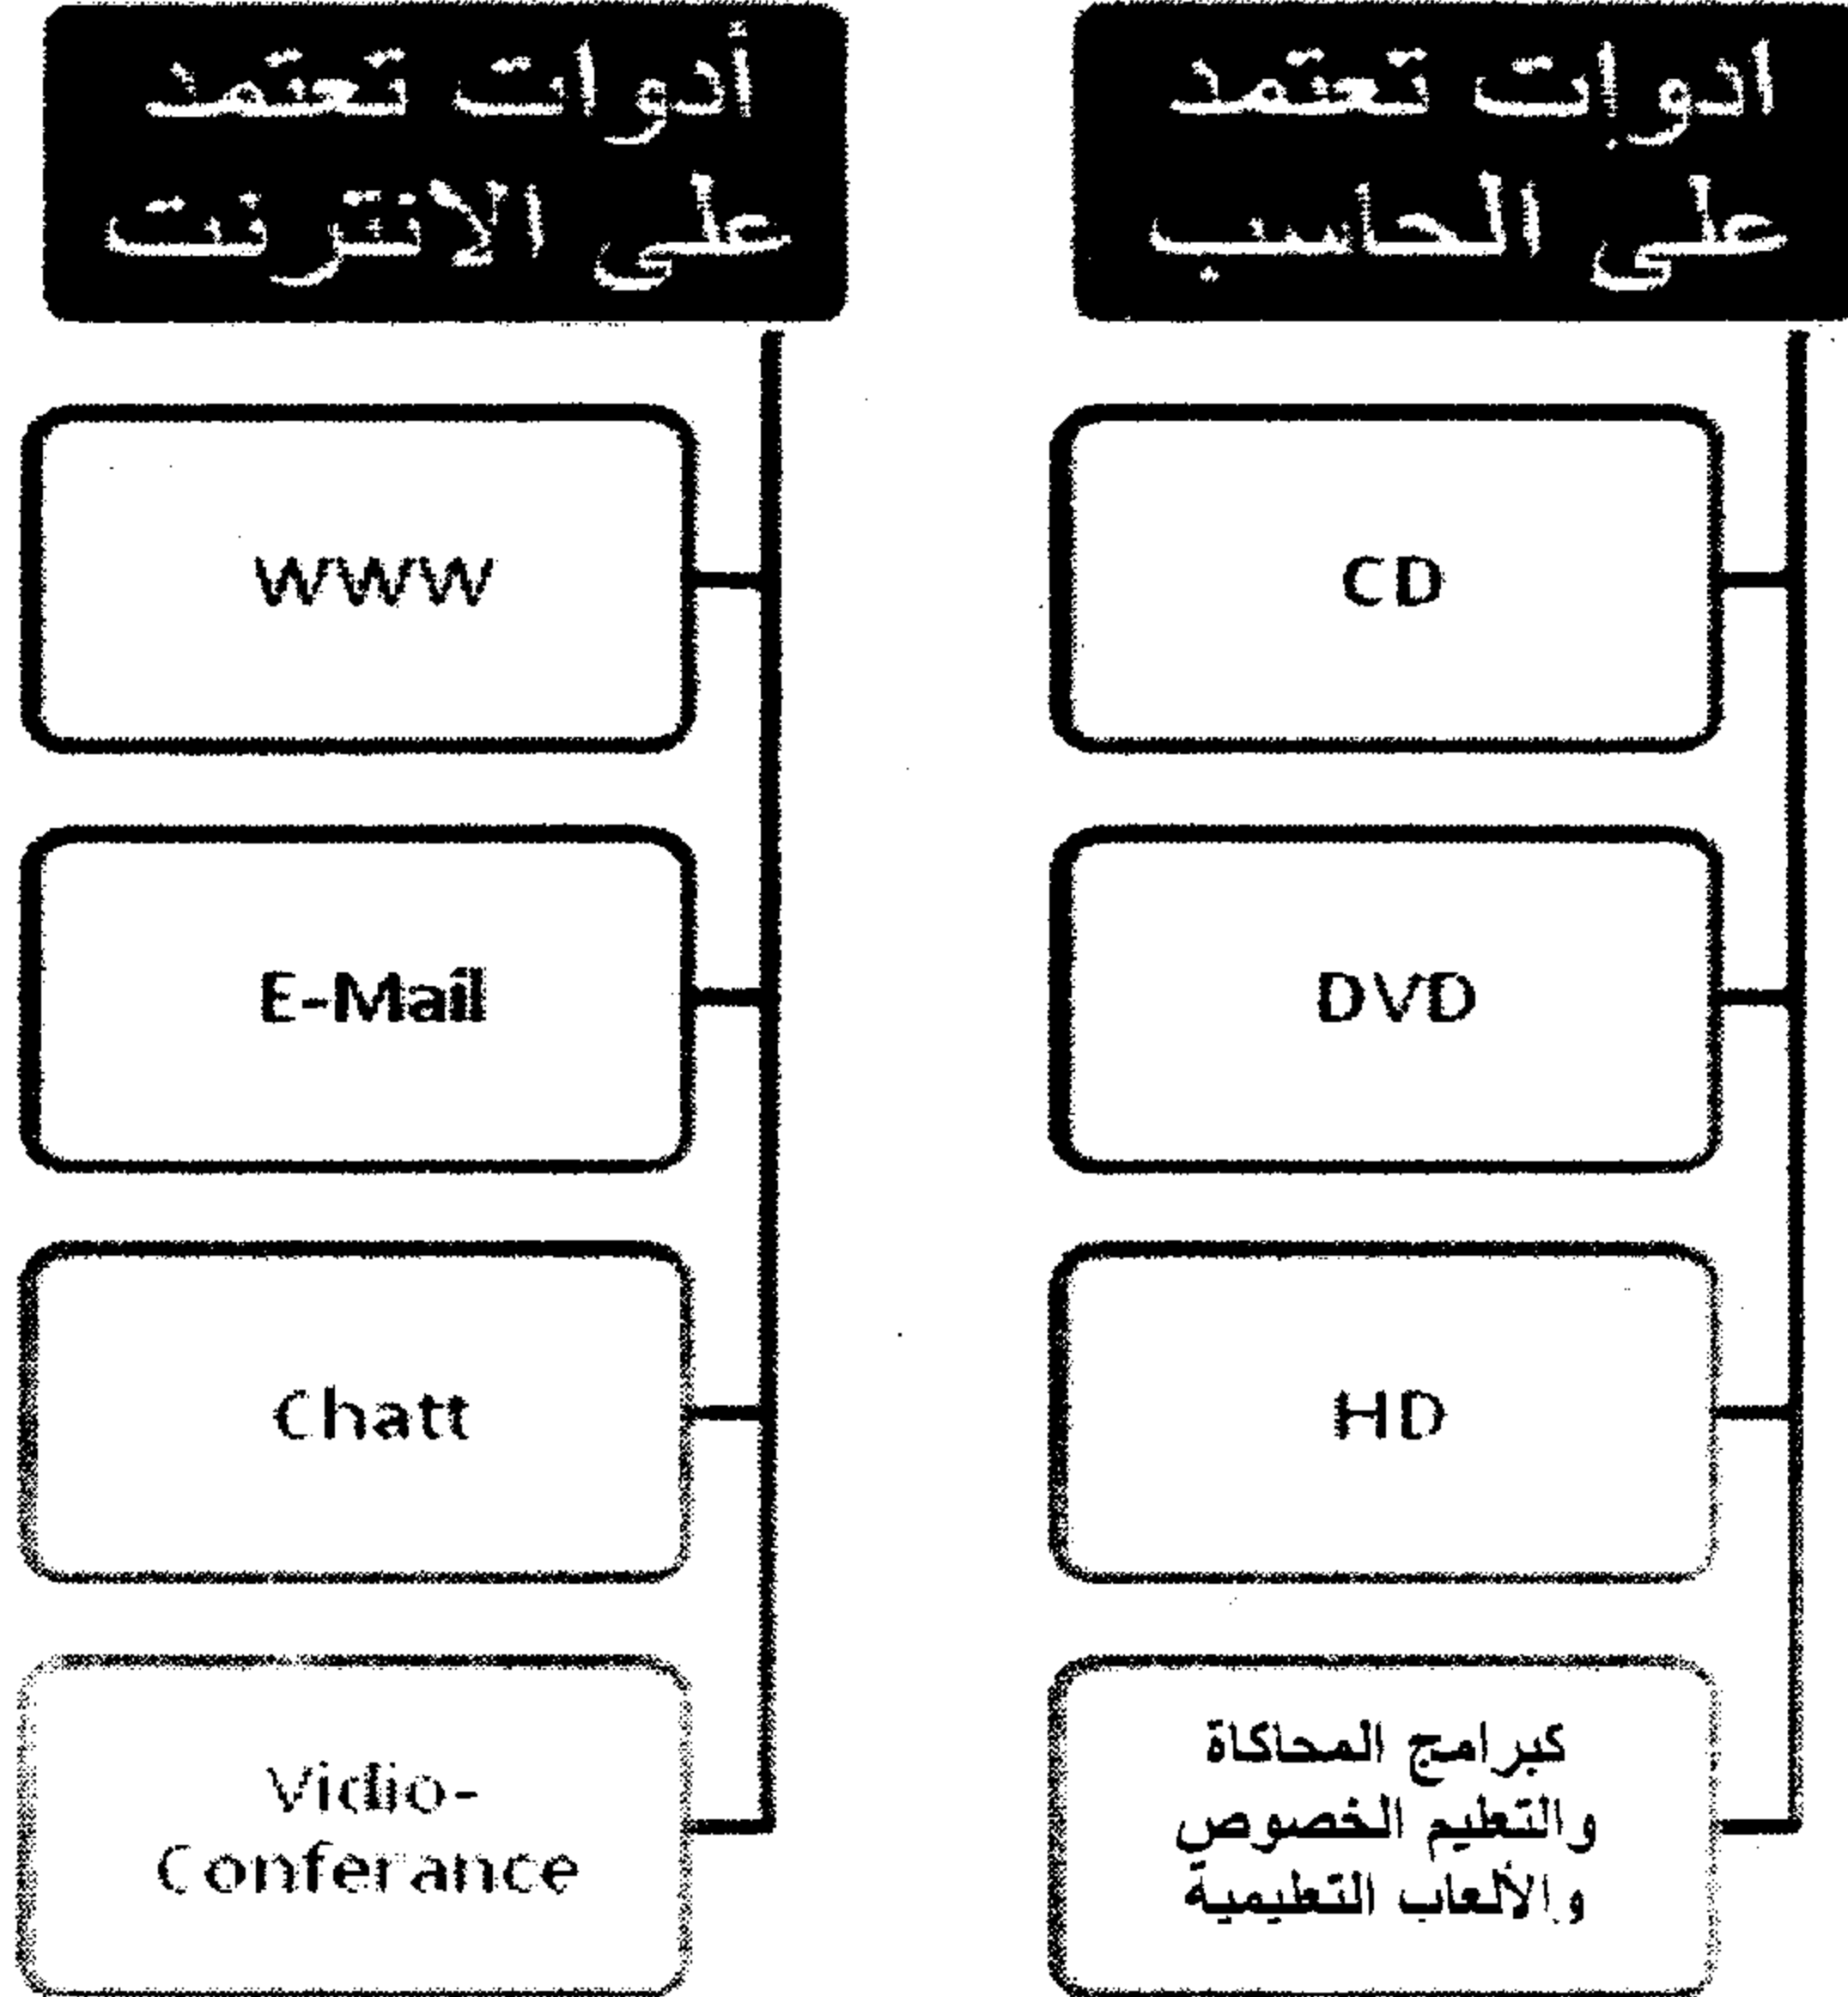 ادوات تعتمد
على الحاسب
CD
DVD
HD
كبرامج المحاكاة
والتعليم الخصوص
والألعاب التعليمية
أدوات تعتمد
على الانترنت
WWW
E-Mail
Chatt
Vidio-
Conferance